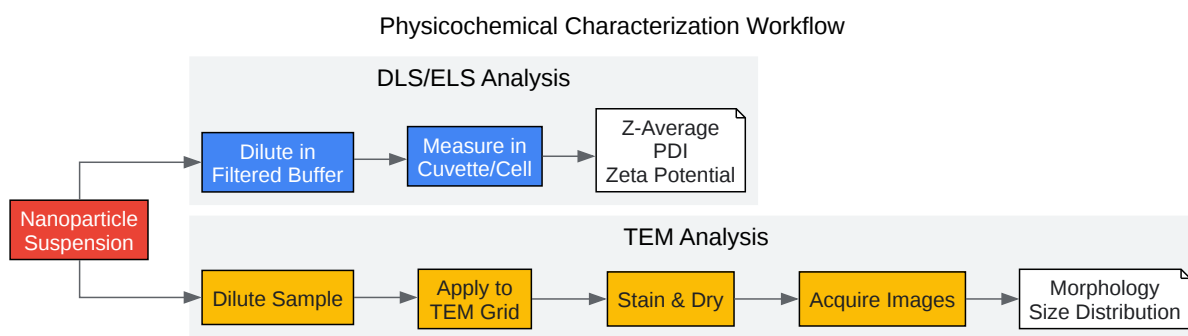 Physicochemical Characterization Workflow
DLS/ELS Analysis
Dilute in
Filtered Buffer
Measure in
Cuvette/Cell
Z-Average
PDI
Zeta Potential
Nanoparticle
Suspension
TEM Analysis
Dilute Sample
Apply to
TEM Grid
Stain & Dry
Acquire Images
Morphology
Size Distribution